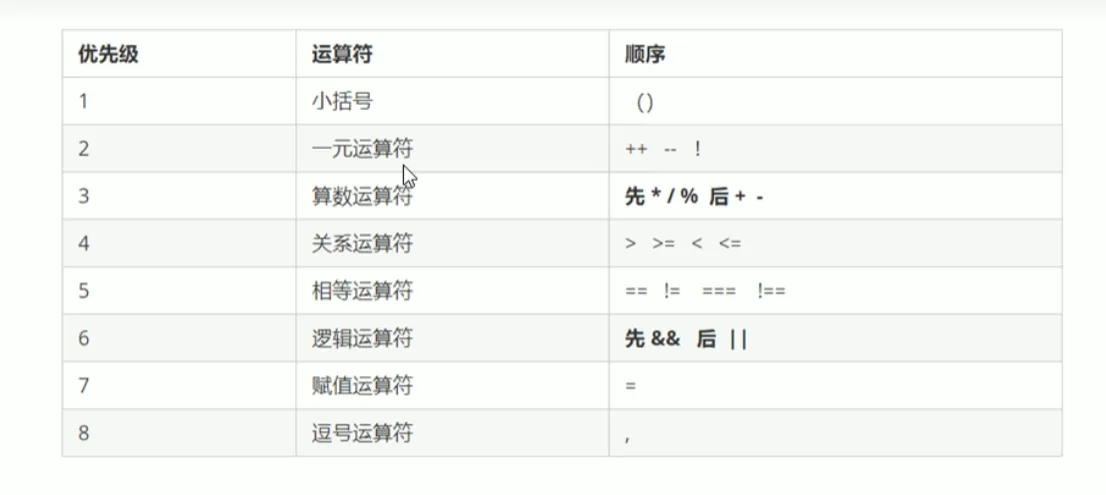 优先级 运算符 顺序
1 小括号 ()
2 一元运算符 ++ -- !
3 算数运算符 先 * / % 后 + -
4 关系运算符 > >= < <=
5 相等运算符 == != === !==
6 逻辑运算符 先 && 后 ||
7 赋值运算符 =
8 逗号运算符 ,